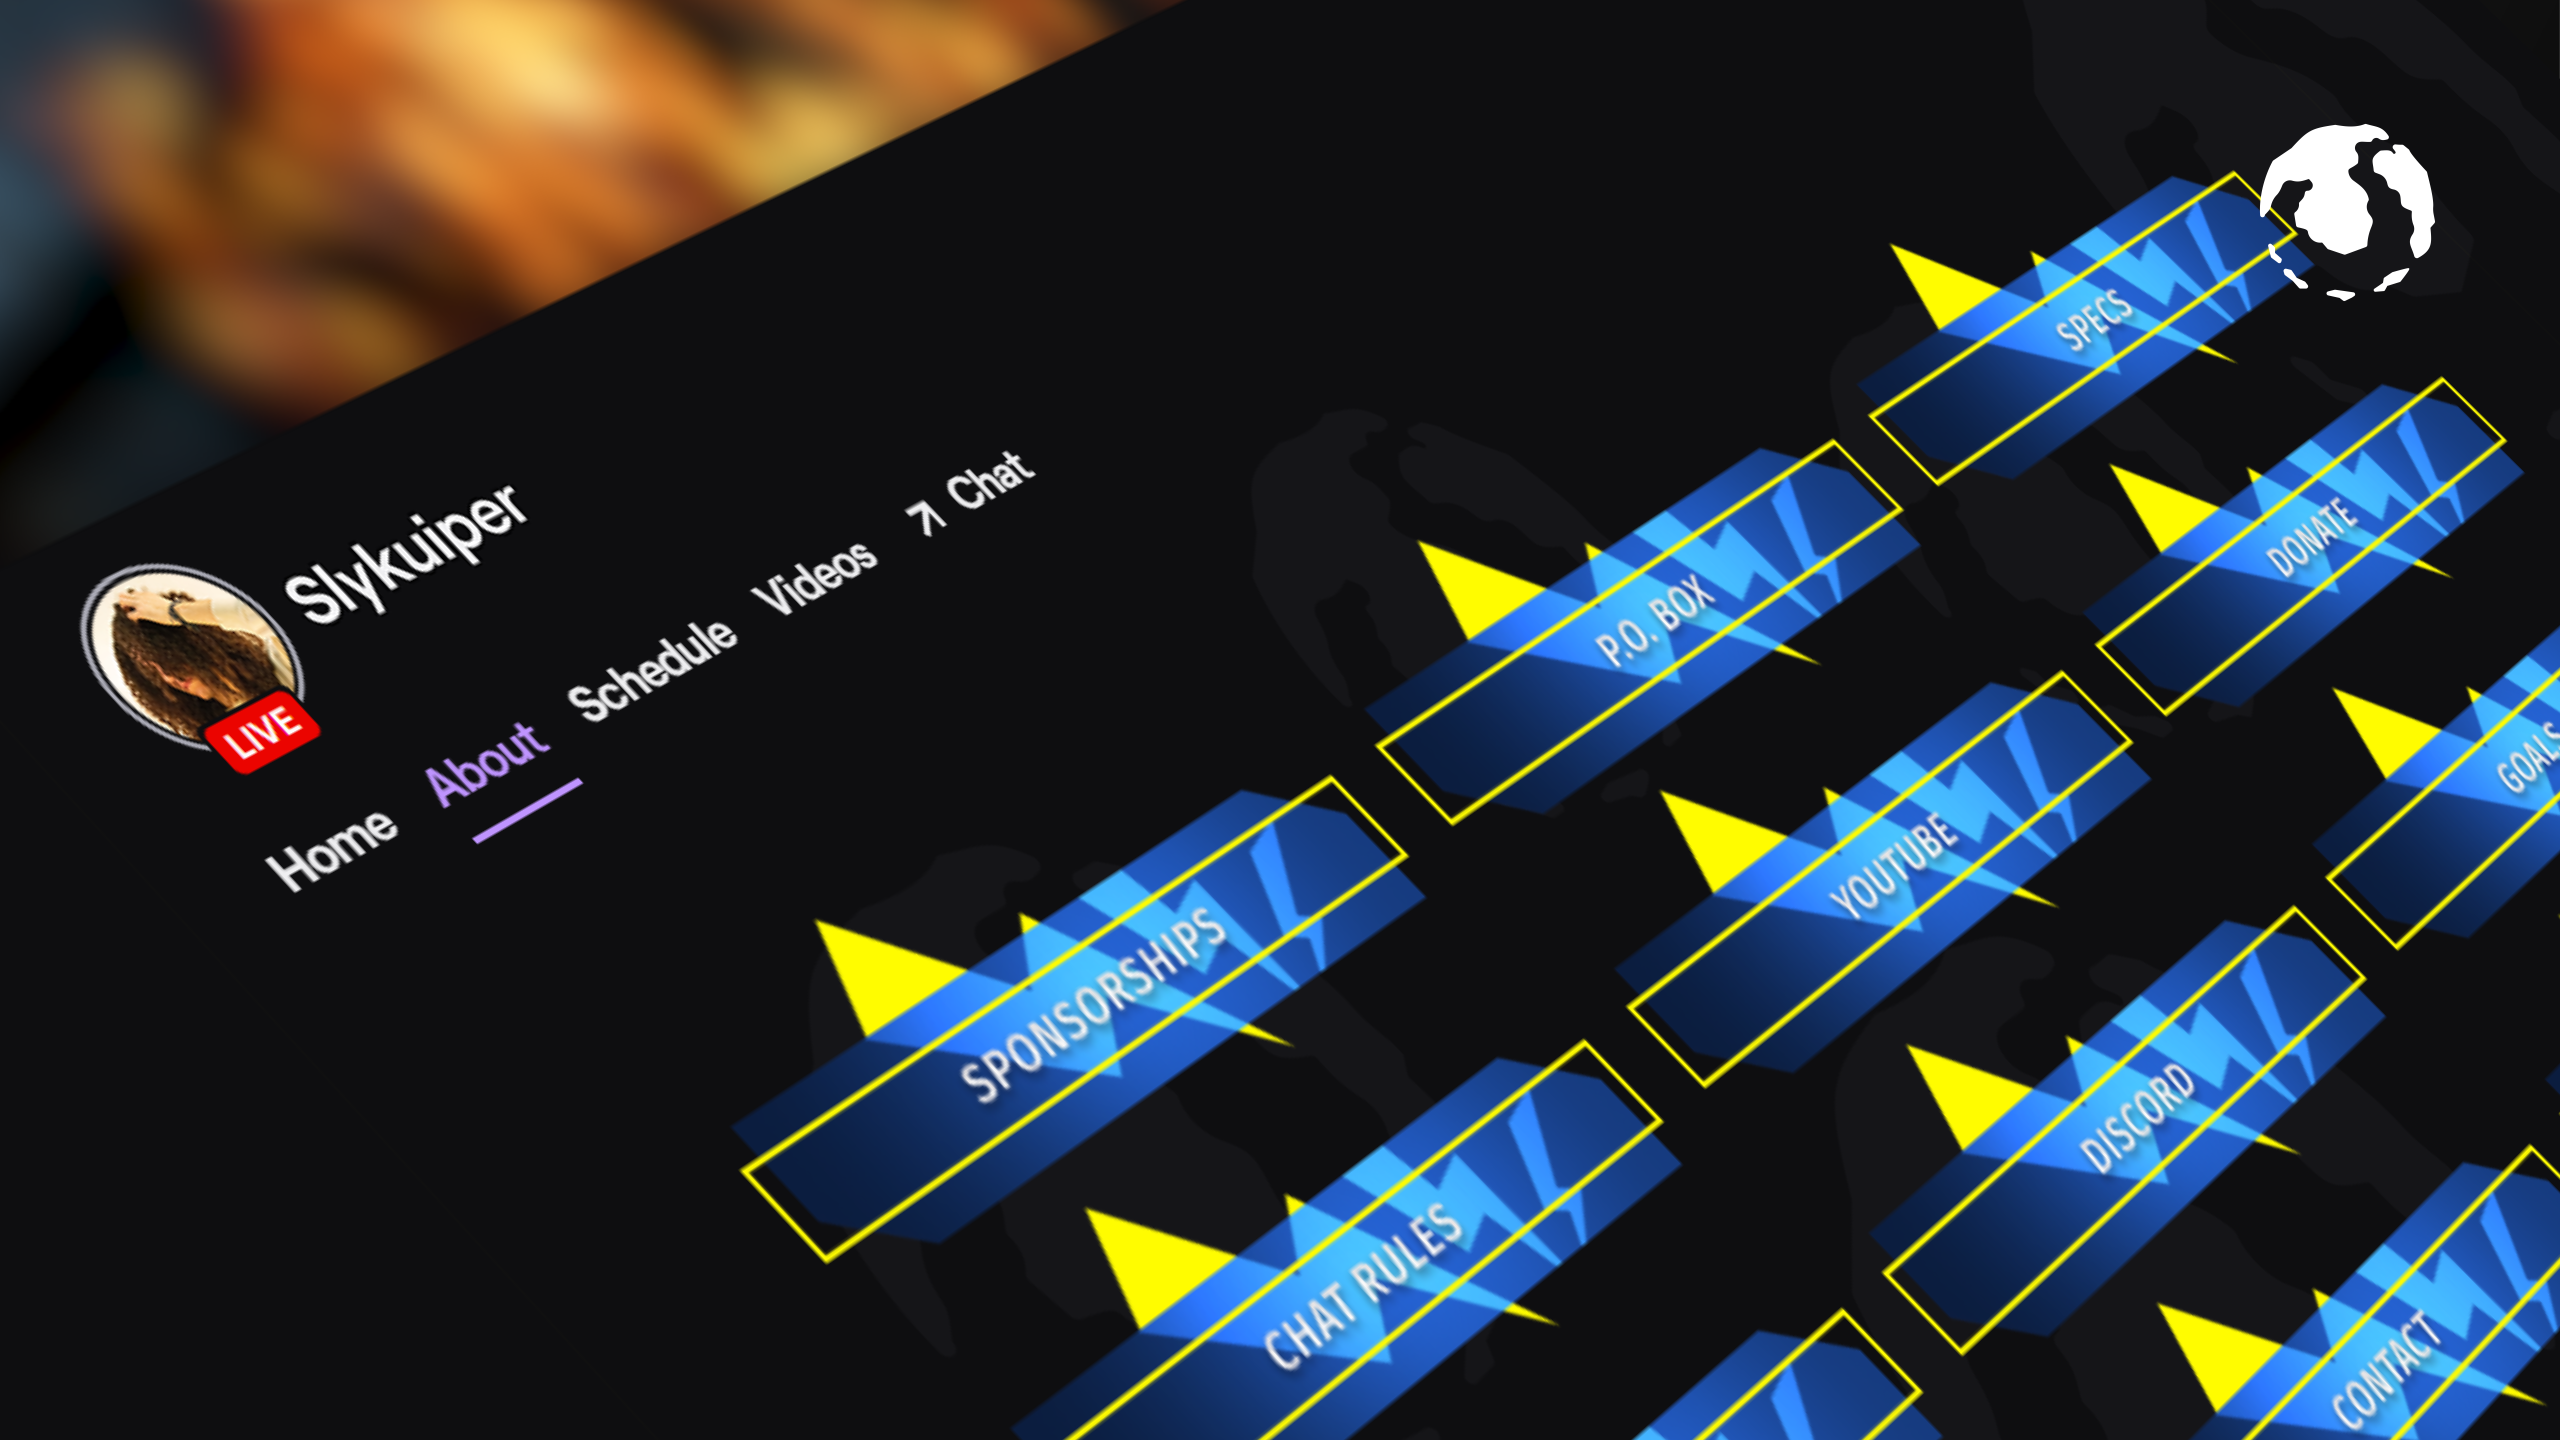 Slykuiper
LIVE
Home
About
Schedule
Videos
Chat
SPONSORSHIPS
P.O. BOX
SPECS
CHAT RULES
YOUTUBE
DONATE
DISCORD
GOALS
CONTACT